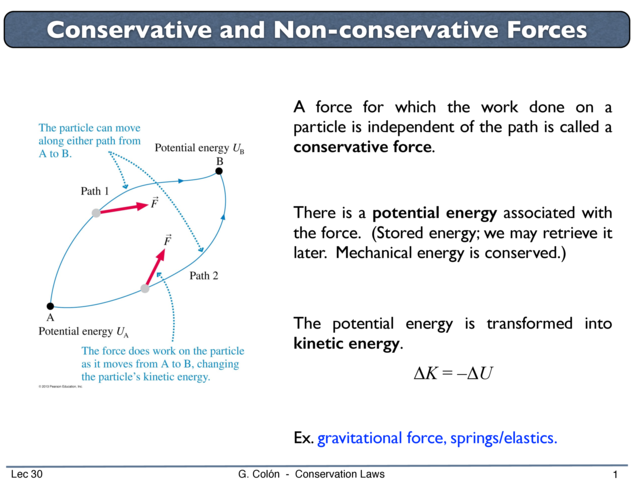 Conservative and Non-conservative Forces
The particle can move
along either path from
A to B.
Potential energy U_B
B
Path 1
F
F
Path 2
A
Potential energy U_A
The force does work on the particle
as it moves from A to B, changing
the particle's kinetic energy.
© 2010 Pearson Education, Inc.
A force for which the work done on a
particle is independent of the path is called a
conservative force.
There is a potential energy associated with
the force. (Stored energy; we may retrieve it
later. Mechanical energy is conserved.)
The potential energy is transformed into
kinetic energy.
ΔK = –ΔU
Ex. gravitational force, springs/elastics.
Lec 30
G. Colón - Conservation Laws
1